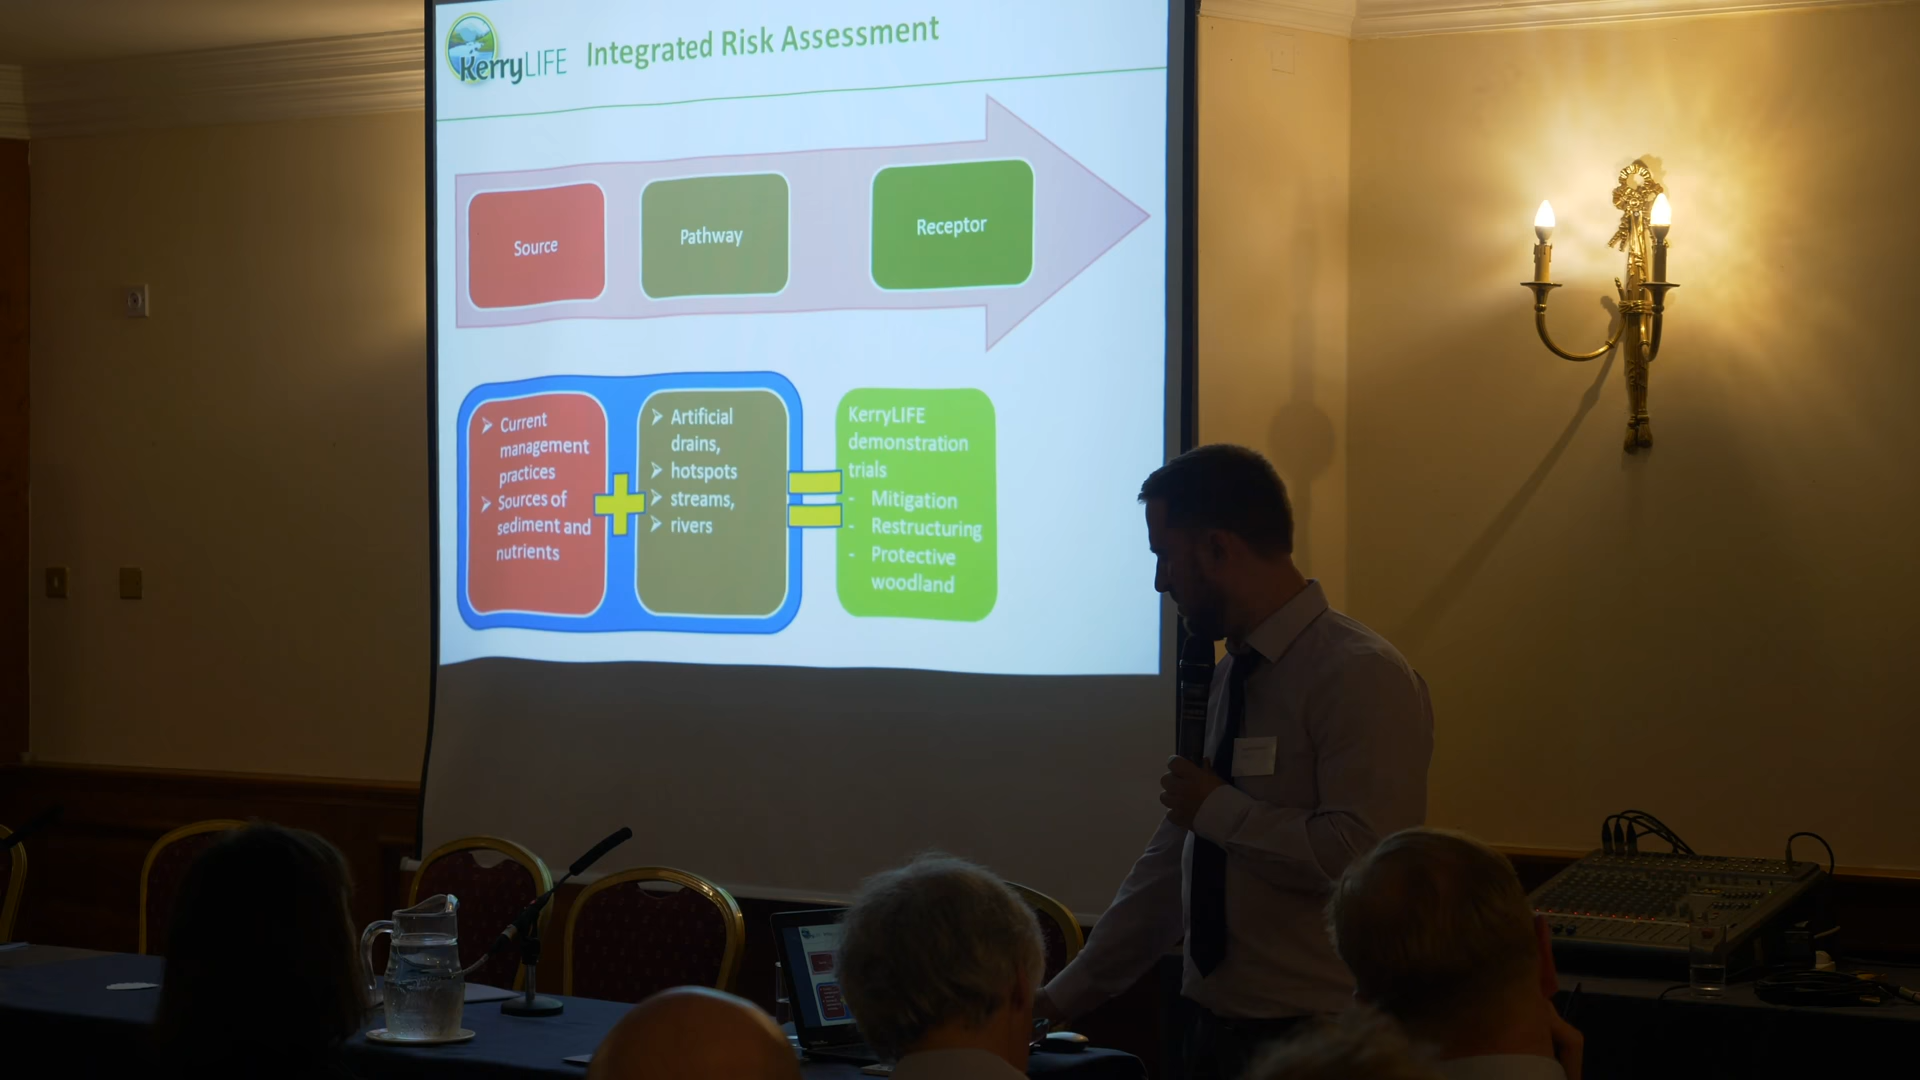 KerryLIFE
Integrated Risk Assessment
Source
Pathway
Receptor
➢ Current
management
practices
➢ Sources of
sediment and
nutrients
➢ Artificial
drains,
➢ hotspots
➢ streams,
➢ rivers
KerryLIFE
demonstration
trials
- Mitigation
- Restructuring
- Protective
woodland